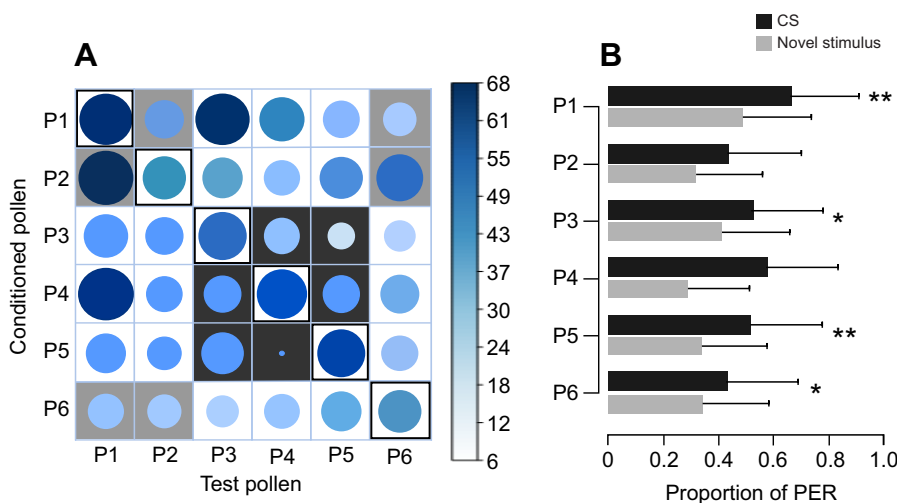 CS
Novel stimulus
A
B
Conditioned pollen
P1
P2
P3
P4
P5
P6
P1 P2 P3 P4 P5 P6
Test pollen
68
61
55
49
43
37
30
24
18
12
6
P1
**
P2
P3
*
P4
P5
**
P6
*
0 0.2 0.4 0.6 0.8 1.0
Proportion of PER